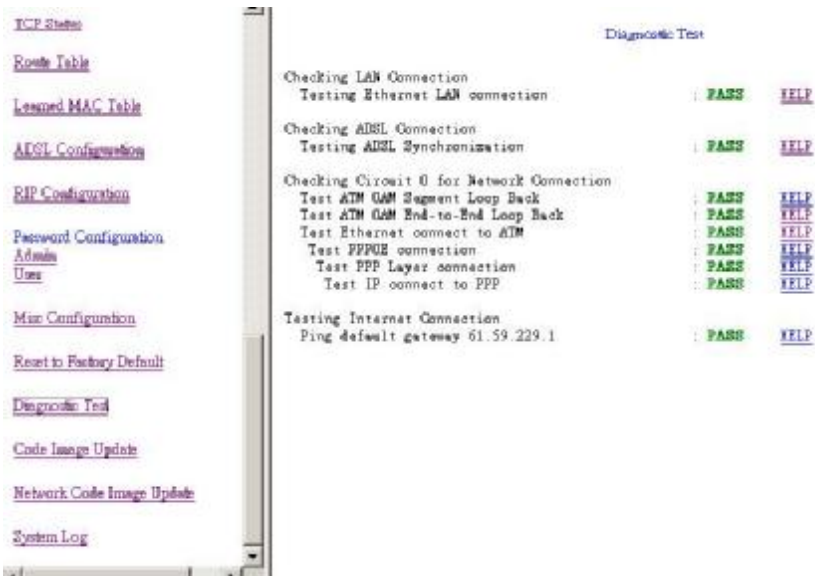 TCP Status
Route Table
Learned MAC Table
ADSL Configuration
RIP Configuration
Password Configuration
Admin
User
Misc Configuration
Reset to Factory Default
Diagnostic Test
Code Image Update
Network Code Image Update
System Log
Diagnostic Test
Checking LAN Connection
Testing Ethernet LAN connection : PASS HELP
Checking ADSL Connection
Testing ADSL Synchronization : PASS HELP
Checking Circuit 0 for Network Connection
Test ATM OAM Segment Loop Back : PASS HELP
Test ATM OAM End-to-End Loop Back : PASS HELP
Test Ethernet connect to ATM : PASS HELP
Test PPPOE connection : PASS HELP
Test PPP Layer connection : PASS HELP
Test IP connect to PPP : PASS HELP
Testing Internet Connection
Ping default gateway 61.59.229.1 : PASS HELP